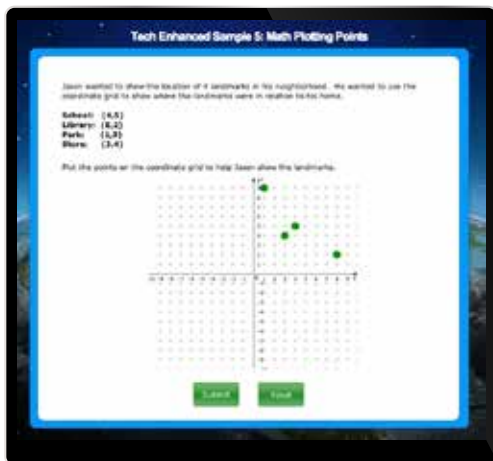 Tech Enhanced Sample 5: Math Plotting Points
Jason wanted to show the location of 4 landmarks in his neighborhood. He wanted to use the
coordinate grid to show where the landmarks were in relation to his home.
School: (4,5)
Library: (8,2)
Park: (1,9)
Store: (3,4)
Plot the points on the coordinate grid to help Jason show the landmarks.
Submit
Reset